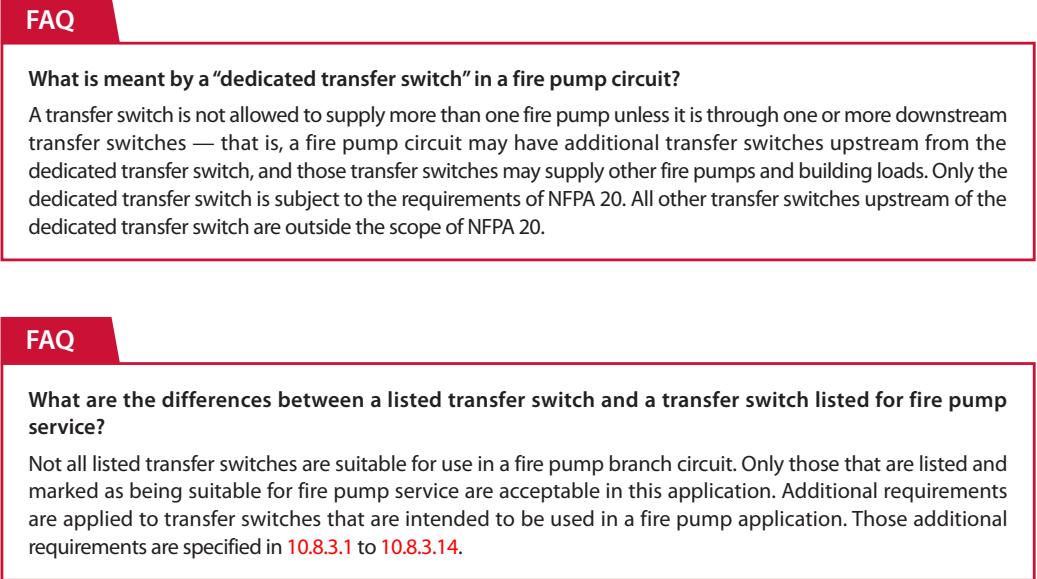 FAQ
What is meant by a “dedicated transfer switch” in a fire pump circuit?
A transfer switch is not allowed to supply more than one fire pump unless it is through one or more downstream
transfer switches — that is, a fire pump circuit may have additional transfer switches upstream from the
dedicated transfer switch, and those transfer switches may supply other fire pumps and building loads. Only the
dedicated transfer switch is subject to the requirements of NFPA 20. All other transfer switches upstream of the
dedicated transfer switch are outside the scope of NFPA 20.
FAQ
What are the differences between a listed transfer switch and a transfer switch listed for fire pump
service?
Not all listed transfer switches are suitable for use in a fire pump branch circuit. Only those that are listed and
marked as being suitable for fire pump service are acceptable in this application. Additional requirements
are applied to transfer switches that are intended to be used in a fire pump application. Those additional
requirements are specified in 10.8.3.1 to 10.8.3.14.